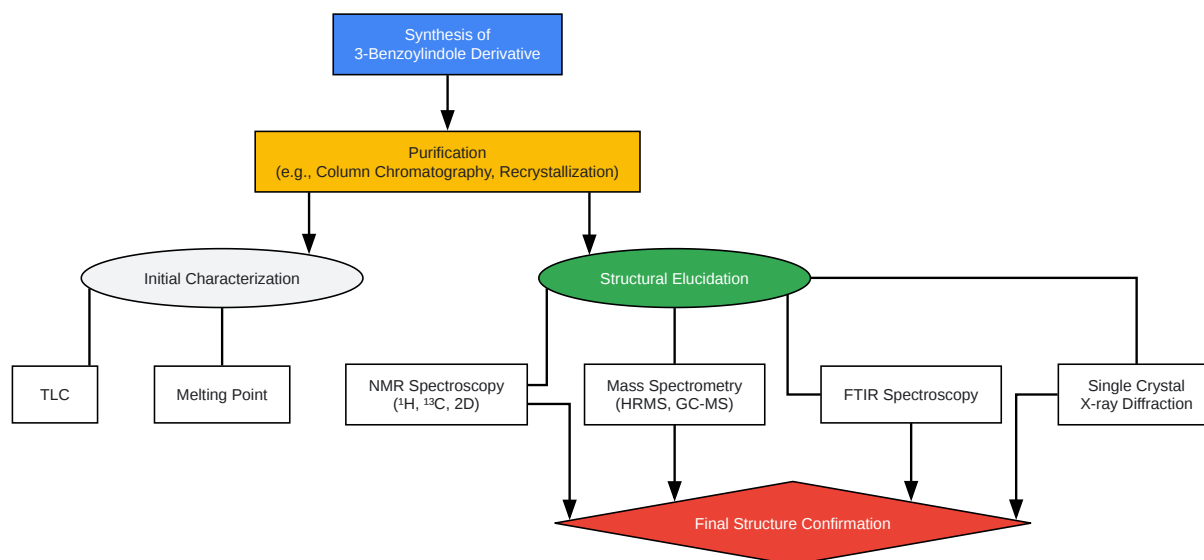 Synthesis of
3-Benzoylindole Derivative
Purification
(e.g., Column Chromatography, Recrystallization)
Initial Characterization
Structural Elucidation
TLC
Melting Point
NMR Spectroscopy
(¹H, ¹³C, 2D)
Mass Spectrometry
(HRMS, GC-MS)
FTIR Spectroscopy
Single Crystal
X-ray Diffraction
Final Structure Confirmation